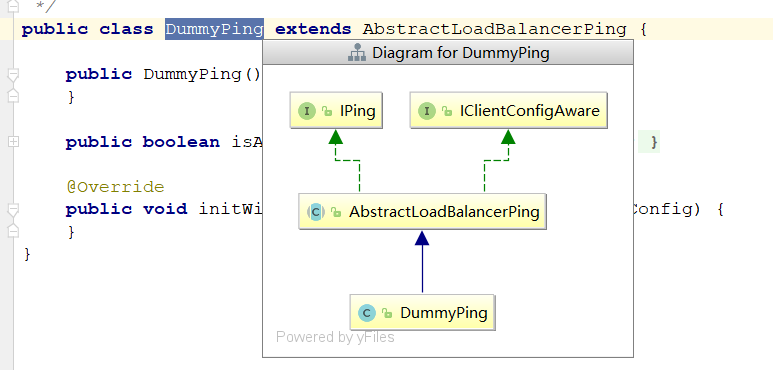 */
public class DummyPing extends AbstractLoadBalancerPing {
Diagram for DummyPing
public DummyPing()
}
I IPing
I IClientConfigAware
public boolean isA }
@Override
C AbstractLoadBalancerPing
public void initWi Config) {
}
}
C DummyPing
Powered by yFiles